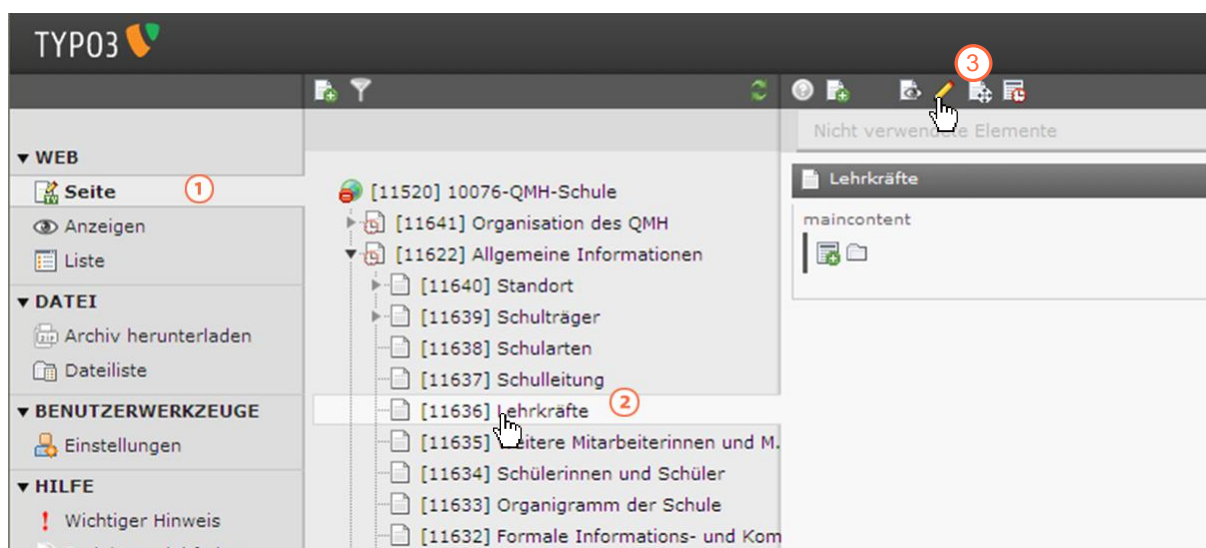 TYPO3
3
Nicht verwendete Elemente
WEB
Seite 1
Anzeigen
Liste
DATEI
Archiv herunterladen
Dateiliste
BENUTZERWERKZEUGE
Einstellungen
HILFE
Wichtiger Hinweis
[11520] 10076-QMH-Schule
[11641] Organisation des QMH
[11622] Allgemeine Informationen
[11640] Standort
[11639] Schulträger
[11638] Schularten
[11637] Schulleitung
[11636] Lehrkräfte 2
[11635] Weitere Mitarbeiterinnen und M.
[11634] Schülerinnen und Schüler
[11633] Organigramm der Schule
[11632] Formale Informations- und Kom
Lehrkräfte
maincontent